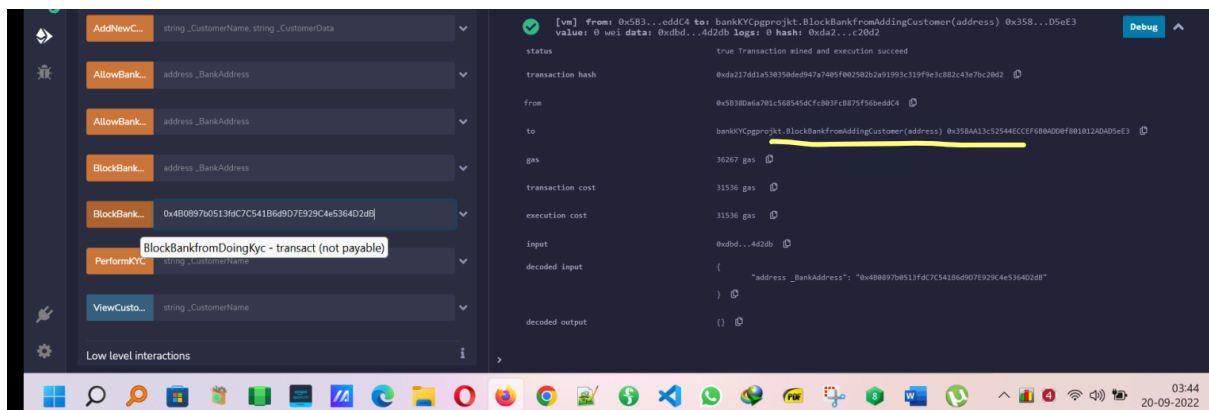 AddNewC... string _CustomerName, string _CustomerData
AllowBank... address _BankAddress
AllowBank... address _BankAddress
BlockBank... address _BankAddress
BlockBank... 0x4B0897b0513fdC7C541B6d9D7E929C4e5364D2dB
BlockBankfromDoingKyc - transact (not payable)
PerformKYC string _CustomerName
ViewCusto... string _CustomerName
Low level interactions
i
[vm] from: 0x5B3...eddC4 to: bankKYCpgprojkt.BlockBankfromAddingCustomer(address) 0x358...D5eE3
value: 0 wei data: 0xdbd...4d2db logs: 0 hash: 0xda2...c20d2
Debug
status true Transaction mined and execution succeed
transaction hash 0xda217dd1a530350ded947a7405f002502b2a91993c319f9e3c882c43e7bc20d2
from 0x5B38Da6a701c568545dCfcB03FcB875f56beddC4
to bankKYCpgprojkt.BlockBankfromAddingCustomer(address) 0x358AA13c52544ECCEF6B0ADD0f801012ADAD5eE3
gas 36267 gas
transaction cost 31536 gas
execution cost 31536 gas
input 0xdbd...4d2db
decoded input {
"address _BankAddress": "0x4B0897b0513fdC7C541B6d9D7E929C4e5364D2dB"
}
decoded output {}
>
03:44
20-09-2022